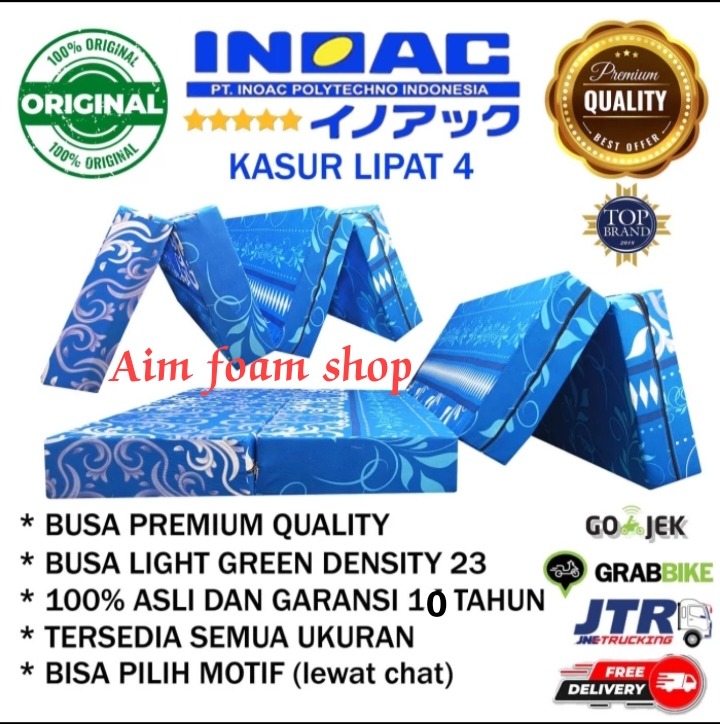 100% ORIGINAL
ORIGINAL
100% ORIGINAL
INOAC
PT. INOAC POLYTECHNO INDONESIA
イノアック
KASUR LIPAT 4
Premium
QUALITY
BEST OFFER
TOP
BRAND
2018
Aim foam shop
* BUSA PREMIUM QUALITY
* BUSA LIGHT GREEN DENSITY 23
* 100% ASLI DAN GARANSI 10 TAHUN
* TERSEDIA SEMUA UKURAN
* BISA PILIH MOTIF (lewat chat)
GOJEK
GRABBIKE
JTR
JNE TRUCKING
FREE
DELIVERY